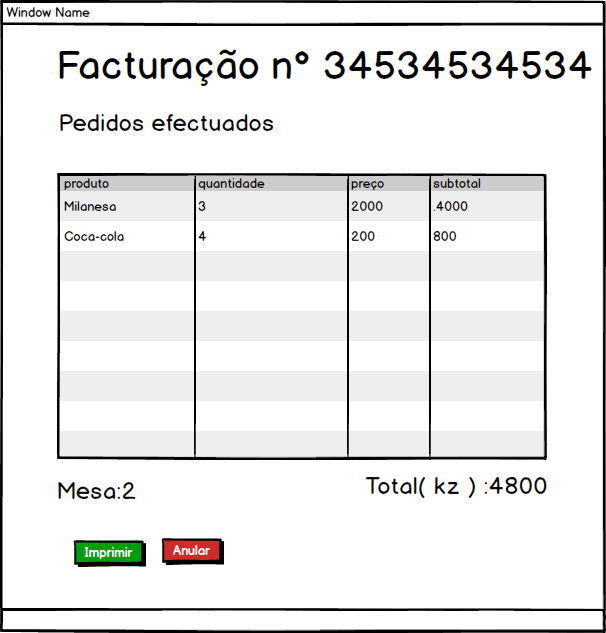 Window Name
Facturação nº 34534534534
Pedidos efectuados
produto quantidade preço subtotal
Milanesa 3 2000 .4000
Coca-cola 4 200 800
Mesa:2 Total( kz ) :4800
Imprimir Anular